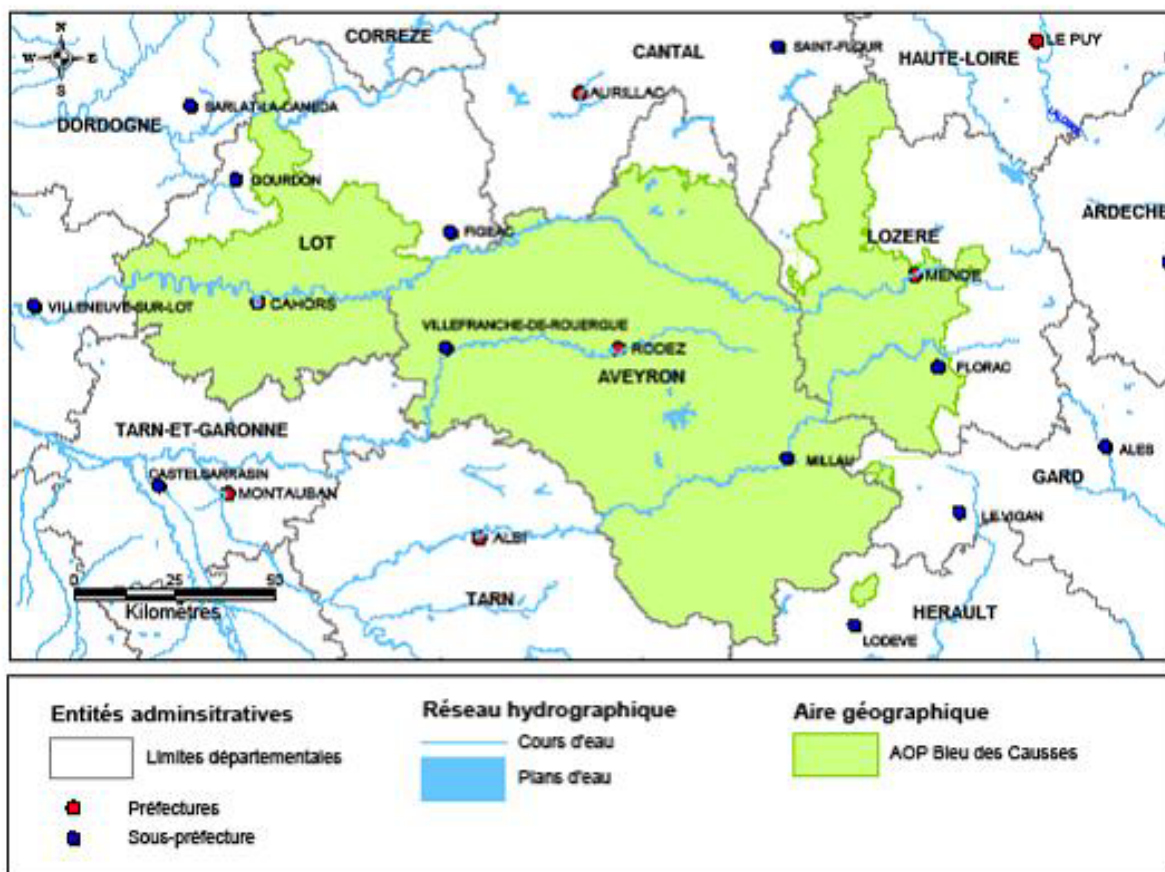 N
W E
S
CORREZE
CANTAL
SAINT-FLOUR
HAUTE-LOIRE
LE PUY
AURILLAC
SARLAT-LA-CANEDA
DORDOGNE
GOURDON
ARDECHE
LOT
FIGEAC
LOZERE
MENDE
VILLENEUVE-SUR-LOT
CAHORS
VILLEFRANCHE-DE-ROUERGUE
RODEZ
AVEYRON
FLORAC
TARN-ET-GARONNE
MILLAU
ALES
CASTELSARRASIN
MONTAUBAN
GARD
LE VIGAN
ALBI
0 25 50
Kilomètres
TARN
HERAULT
LODEVE
Entités adminsitratives
Limites départementales
Préfectures
Sous-préfecture
Réseau hydrographique
Cours d'eau
Plans d'eau
Aire géographique
AOP Bleu des Causses